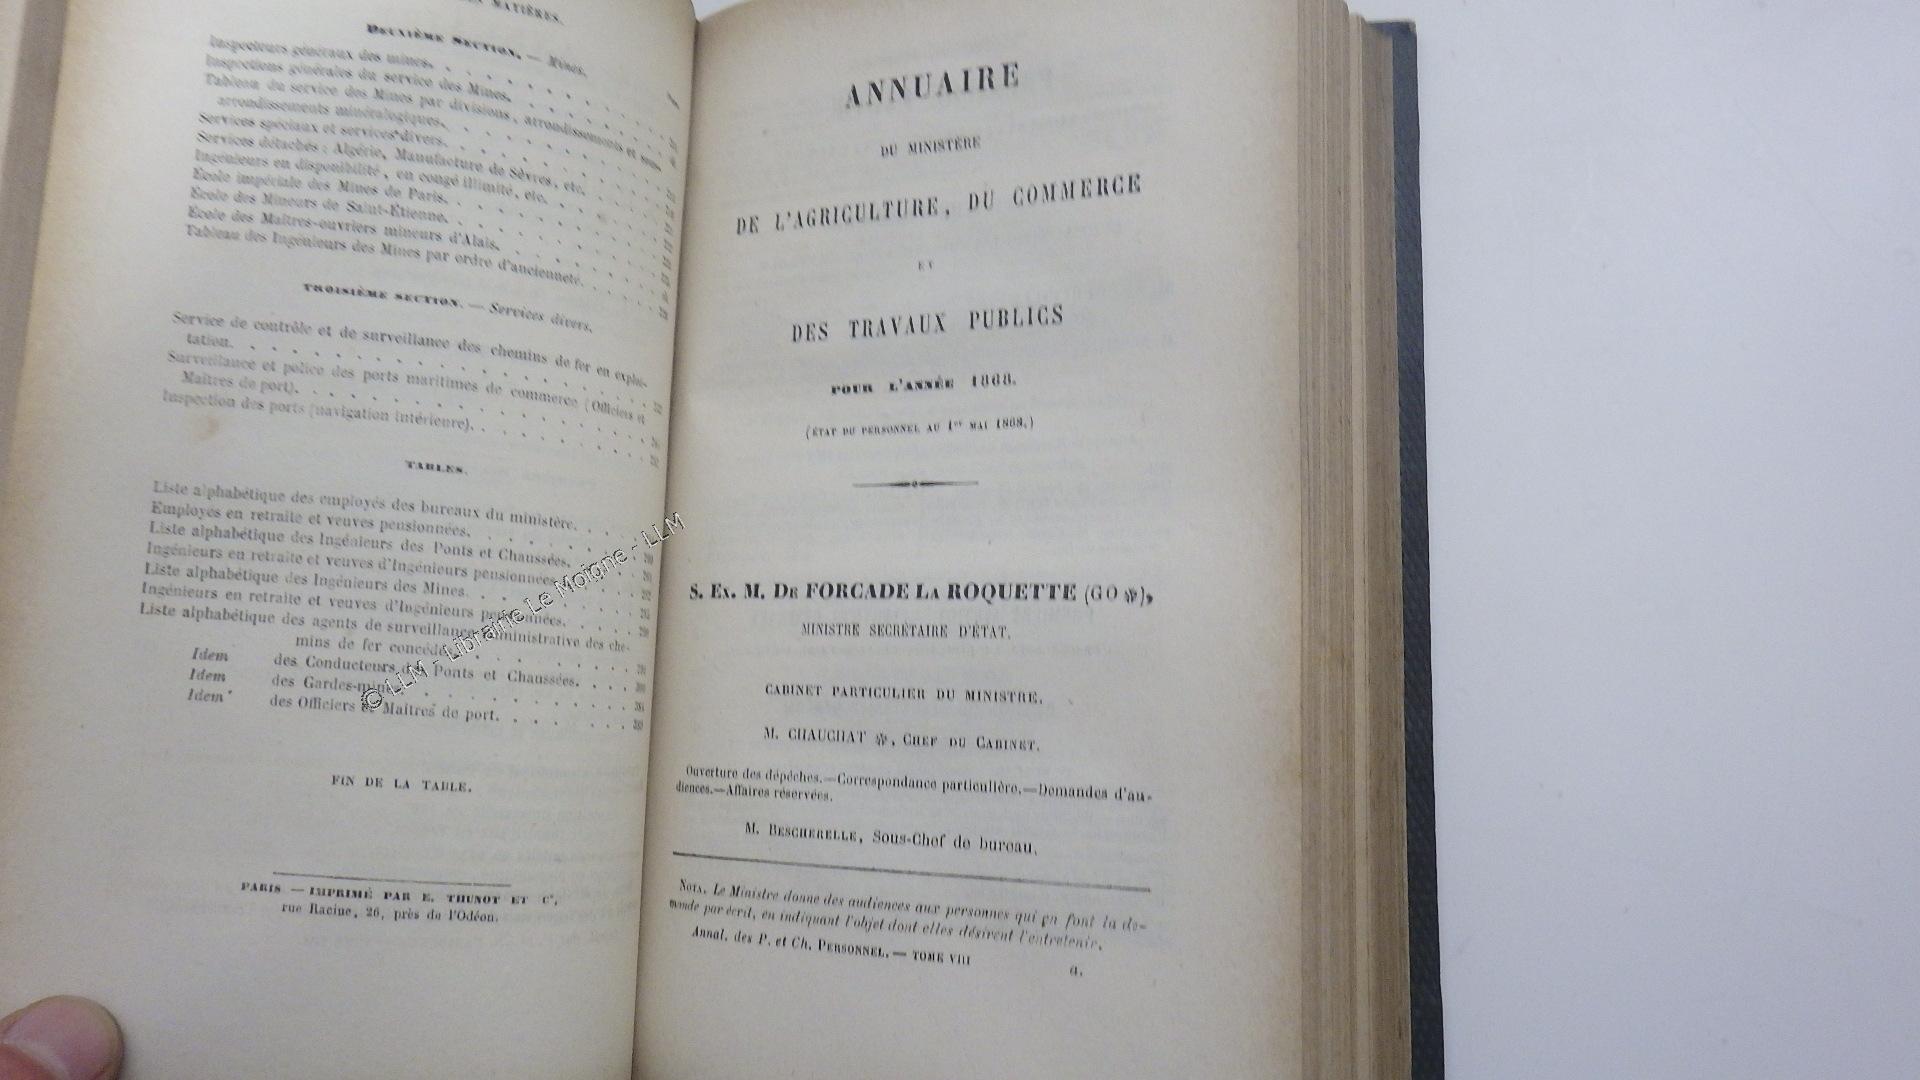 MATIÈRES.
DEUXIÈME SECTION. — Mines.
Inspecteurs généraux des mines.
Inspections générales du service des Mines.
Tableau du service des Mines par divisions, arrondissements et sous-
arrondissements minéralogiques.
Services spéciaux et services divers.
Services détachés : Algérie, Manufacture de Sèvres, etc.
Ingénieurs en disponibilité, en congé illimité, etc.
École impériale des Mines de Paris.
École des Mineurs de Saint-Étienne.
École des Maîtres-ouvriers mineurs d'Alais.
Tableau des Ingénieurs des Mines par ordre d'ancienneté.
TROISIÈME SECTION. — Services divers.
Service de contrôle et de surveillance des chemins de fer en exploi-
tation.
Surveillance et police des ports maritimes de commerce (Officiers et
Maîtres de port).
Inspection des ports (navigation intérieure).
TABLES.
Liste alphabétique des employés des bureaux du ministère.
Employés en retraite et veuves pensionnées.
Liste alphabétique des Ingénieurs des Ponts et Chaussées.
Ingénieurs en retraite et veuves d'Ingénieurs pensionnées.
Liste alphabétique des Ingénieurs des Mines.
Ingénieurs en retraite et veuves d'Ingénieurs pensionnées.
Liste alphabétique des agents de surveillance administrative des che-
mins de fer concédés.
Idem des Conducteurs des Ponts et Chaussées.
Idem des Gardes-mines.
Idem des Officiers et Maîtres de port.
FIN DE LA TABLE.
PARIS — IMPRIMÉ PAR E. THUNOT ET Cᵉ,
rue Racine, 26, près de l'Odéon.
© LLM - Librairie Le Moigne - LLM
ANNUAIRE
DU MINISTÈRE
DE L'AGRICULTURE, DU COMMERCE
ET
DES TRAVAUX PUBLICS
POUR L'ANNÉE 1868.
(ÉTAT DU PERSONNEL AU 1ᵉʳ MAI 1868.)
S. Ex. M. De FORCADE LA ROQUETTE (GO ✻),
MINISTRE SECRÉTAIRE D'ÉTAT.
CABINET PARTICULIER DU MINISTRE.
M. CHAUCHAT ✻, CHEF DU CABINET.
Ouverture des dépêches.—Correspondance particulière.—Demandes d'au-
diences.—Affaires réservées.
M. BESCHERELLE, Sous-Chef de bureau.
NOTA. Le Ministre donne des audiences aux personnes qui en font la de-
mande par écrit, en indiquant l'objet dont elles désirent l'entretenir.
Annal. des P. et Ch. PERSONNEL. — TOME VIII a.